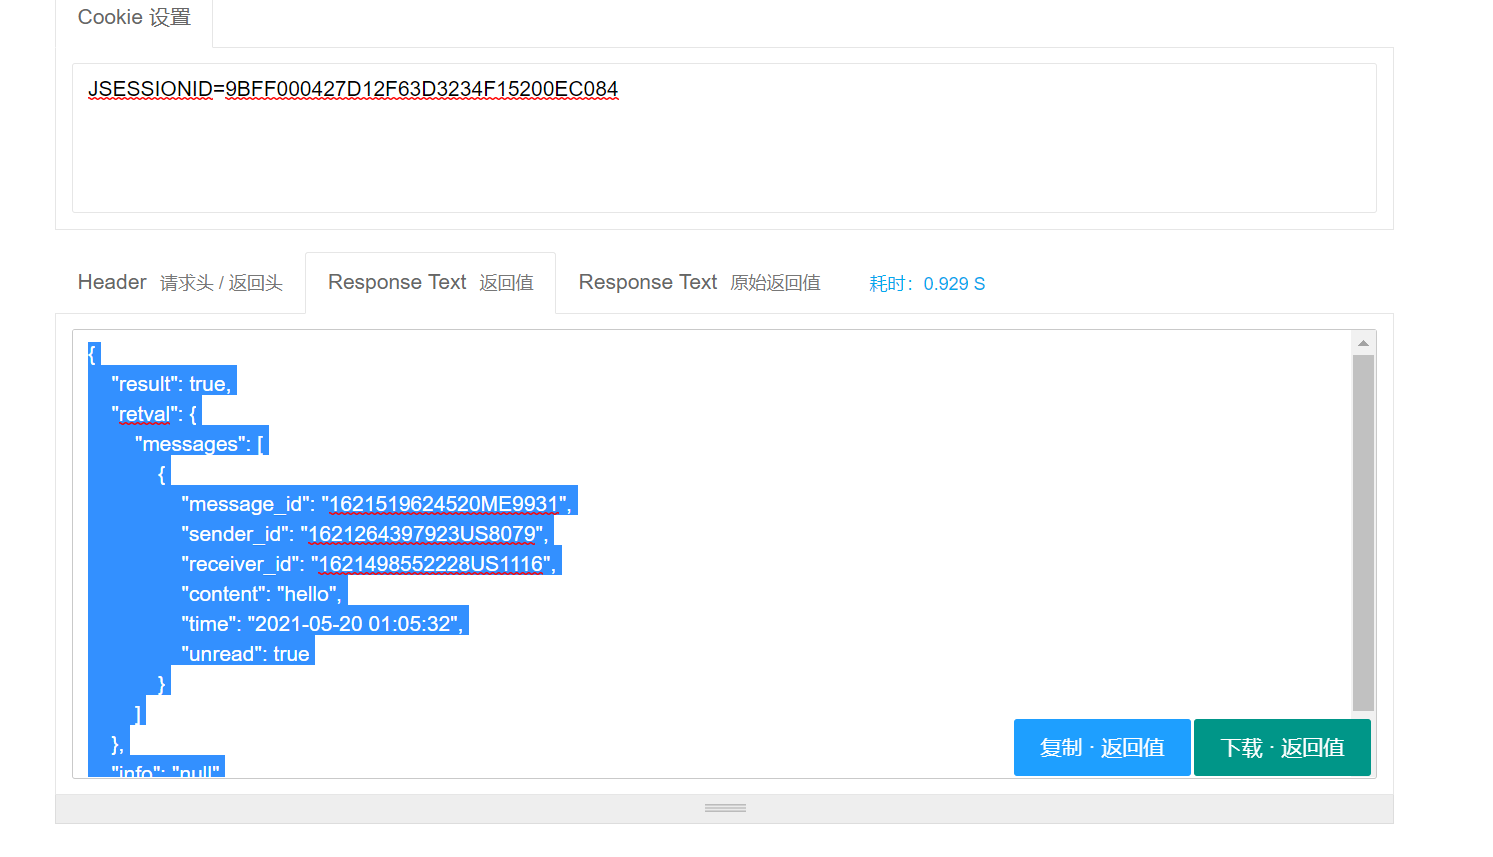 Cookie 设置
JSESSIONID=9BFF000427D12F63D3234F15200EC084
Header 请求头 / 返回头 Response Text 返回值 Response Text 原始返回值 耗时：0.929 S
{
"result": true,
"retval": {
"messages": [
{
"message_id": "1621519624520ME9931",
"sender_id": "1621264397923US8079",
"receiver_id": "1621498552228US1116",
"content": "hello",
"time": "2021-05-20 01:05:32",
"unread": true
}
]
},
"info": "null"
复制 · 返回值 下载 · 返回值